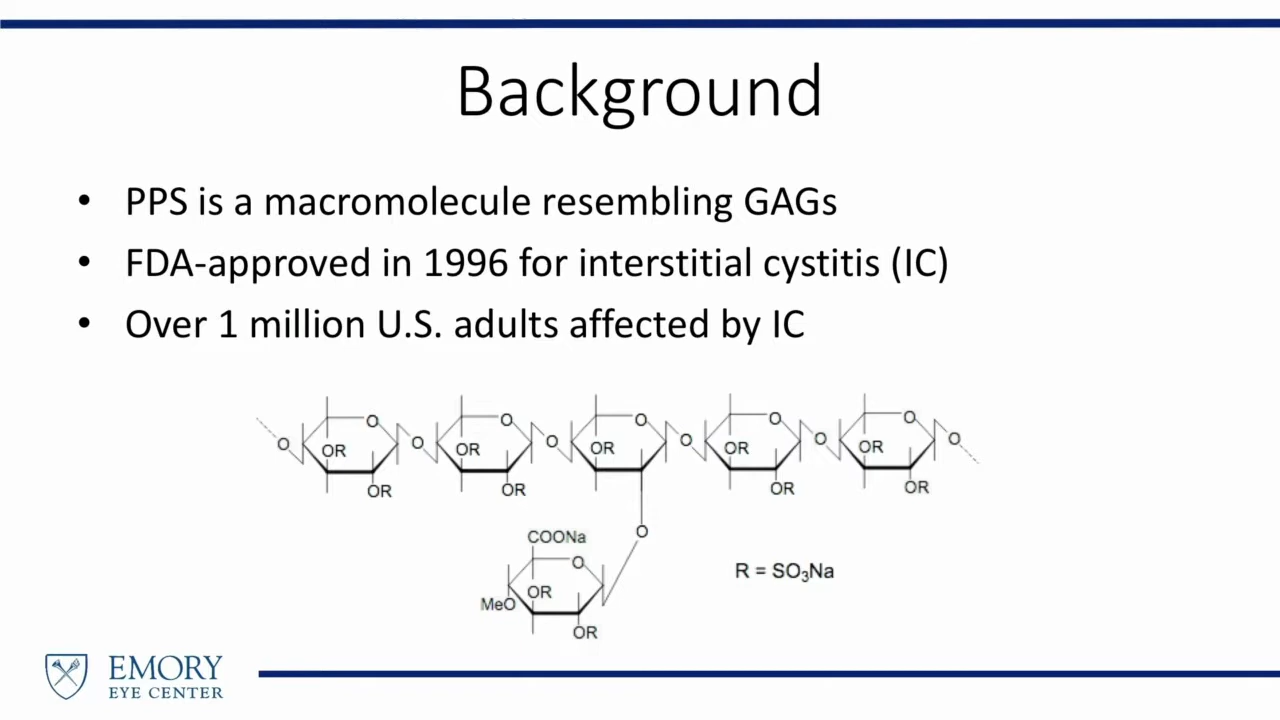 Background
• PPS is a macromolecule resembling GAGs
• FDA-approved in 1996 for interstitial cystitis (IC)
• Over 1 million U.S. adults affected by IC
O O O O O
O O O O O O
OR OR OR OR OR
OR OR OR OR
O
COONa
O
R = SO₃Na
OR
MeO
OR
EMORY
EYE CENTER